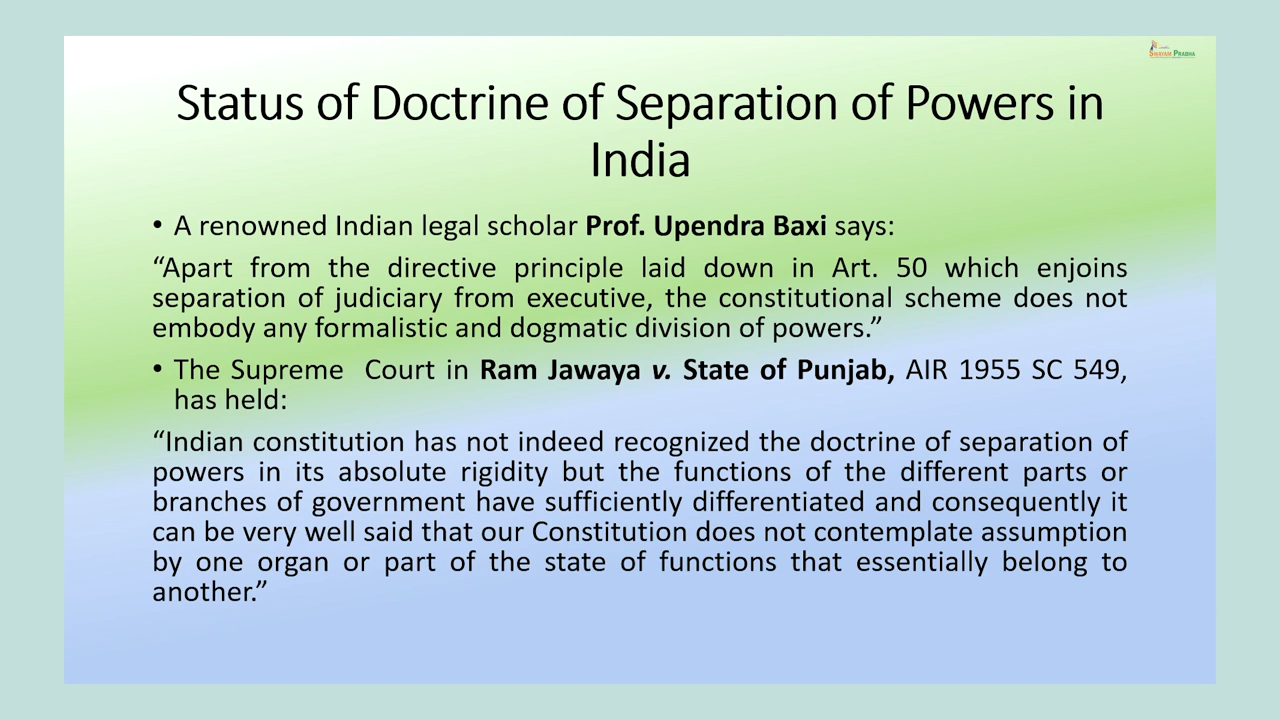 SWAYAM PRABHA
Status of Doctrine of Separation of Powers in
India
• A renowned Indian legal scholar Prof. Upendra Baxi says:
“Apart from the directive principle laid down in Art. 50 which enjoins
separation of judiciary from executive, the constitutional scheme does not
embody any formalistic and dogmatic division of powers.”
• The Supreme Court in Ram Jawaya v. State of Punjab, AIR 1955 SC 549,
has held:
“Indian constitution has not indeed recognized the doctrine of separation of
powers in its absolute rigidity but the functions of the different parts or
branches of government have sufficiently differentiated and consequently it
can be very well said that our Constitution does not contemplate assumption
by one organ or part of the state of functions that essentially belong to
another.”